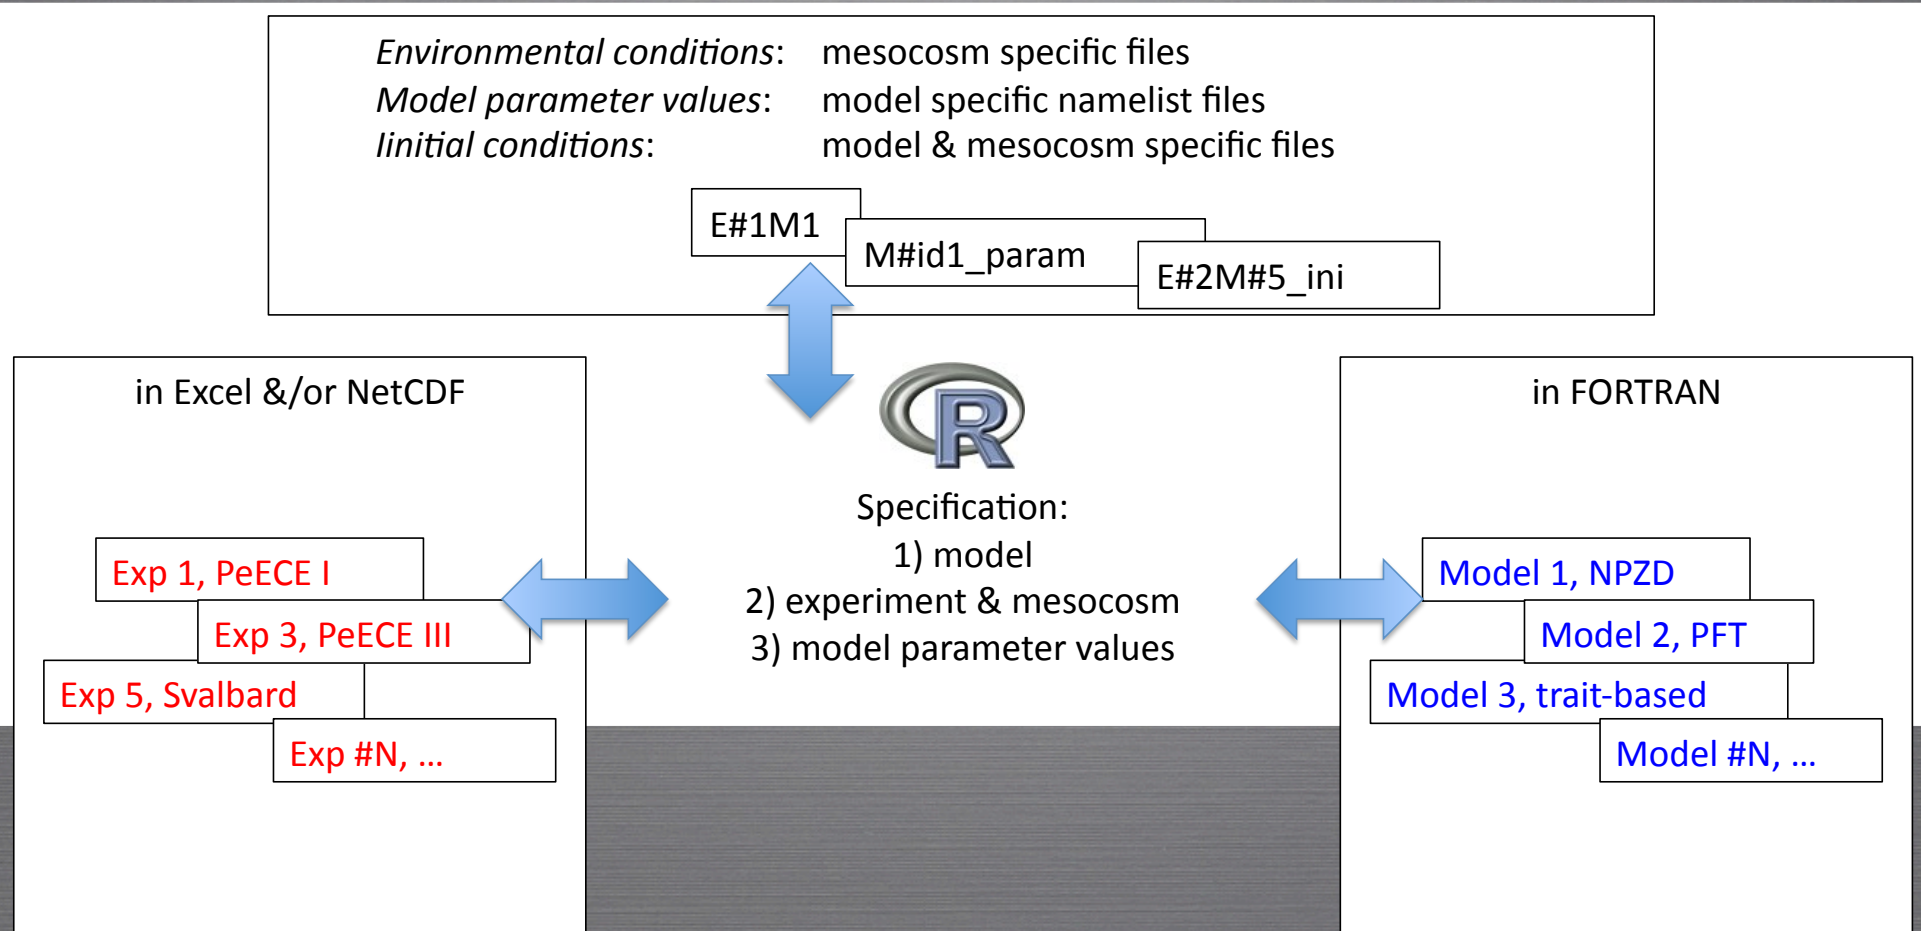 Environmental conditions: mesocosm specific files
Model parameter values: model specific namelist files
Iinitial conditions: model & mesocosm specific files
E#1M1
M#id1_param
E#2M#5_ini
in Excel &/or NetCDF
Exp 1, PeECE I
Exp 3, PeECE III
Exp 5, Svalbard
Exp #N, ...
R
Specification:
1) model
2) experiment & mesocosm
3) model parameter values
in FORTRAN
Model 1, NPZD
Model 2, PFT
Model 3, trait-based
Model #N, ...